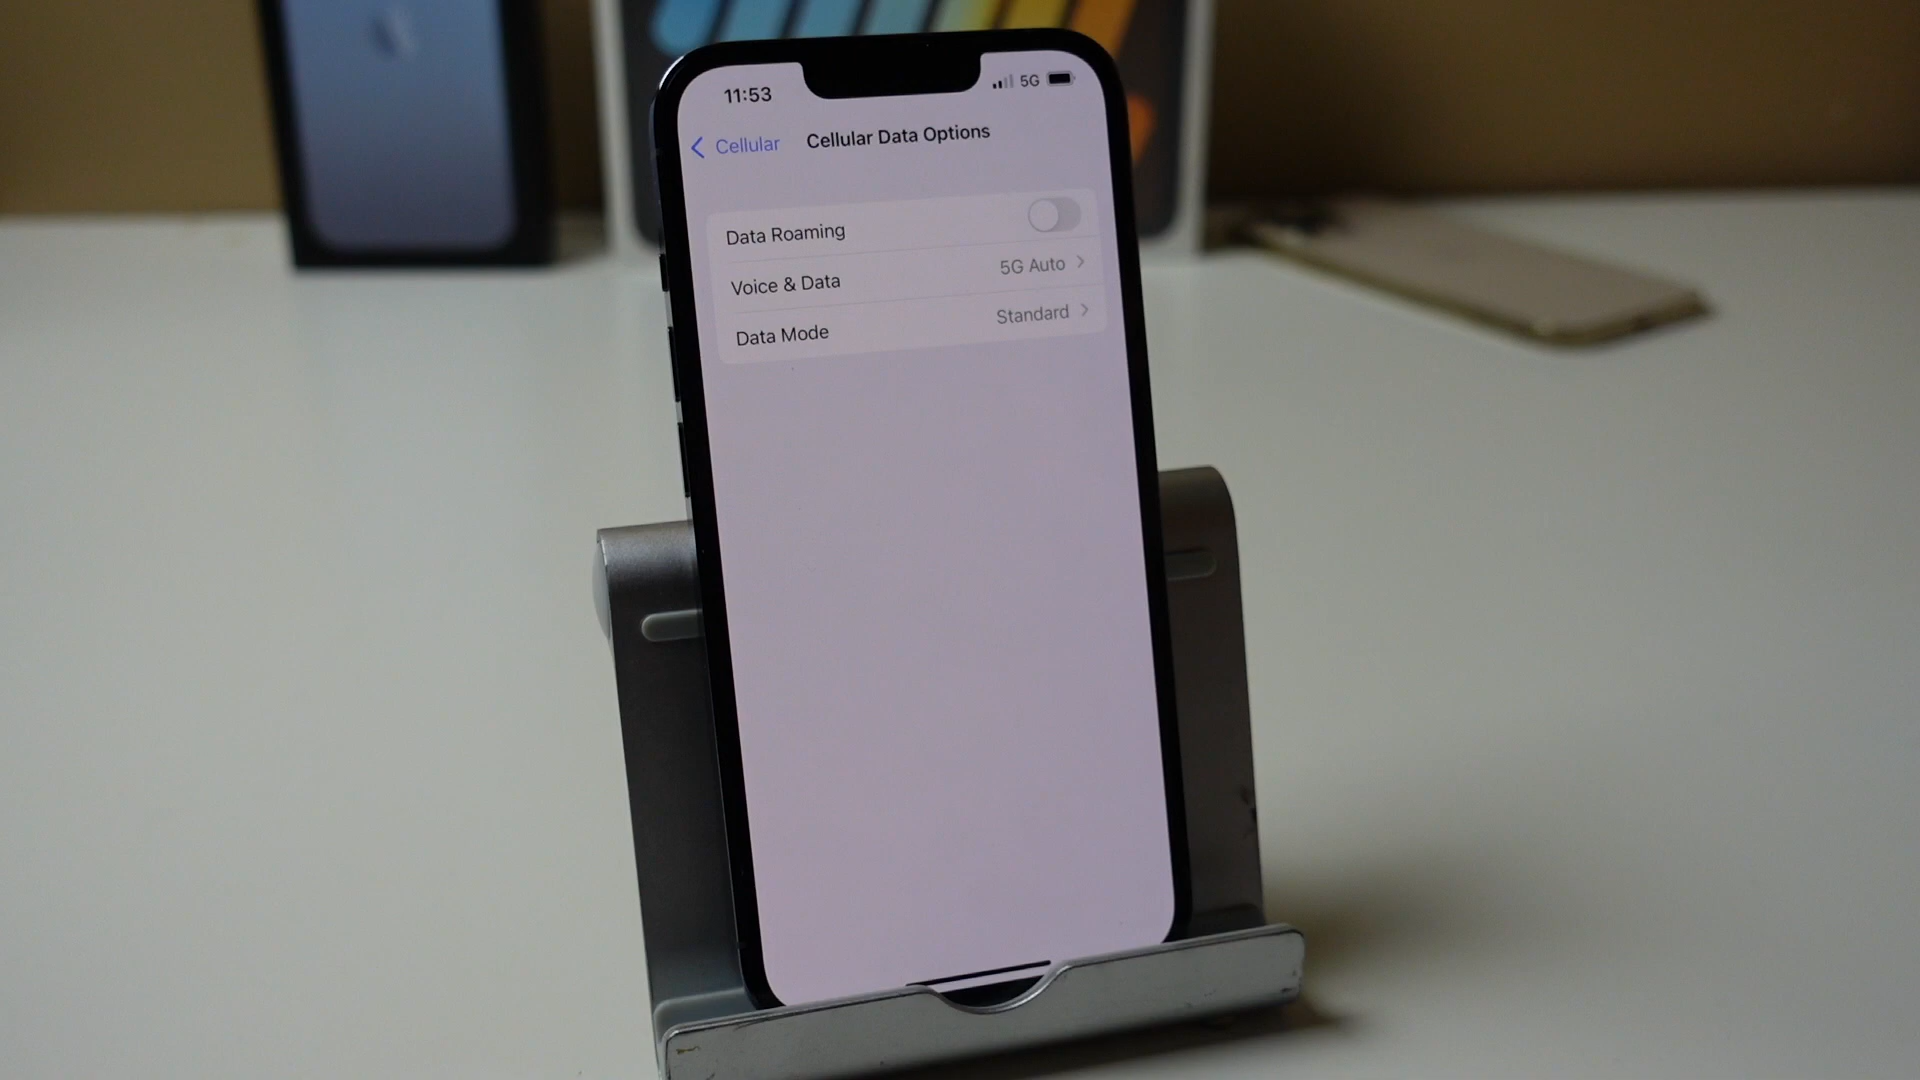 11:53
5G
Cellular
Cellular Data Options
Data Roaming
Voice & Data
5G Auto
Data Mode
Standard